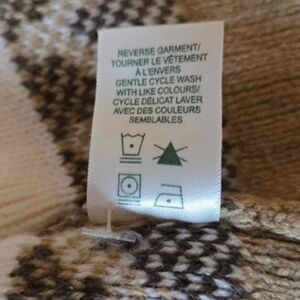 REVERSE GARMENT/
TOURNER LE VÊTEMENT
À L'ENVERS
GENTLE CYCLE WASH
WITH LIKE COLOURS/
CYCLE DÉLICAT LAVER
AVEC DES COULEURS
SEMBLABLES